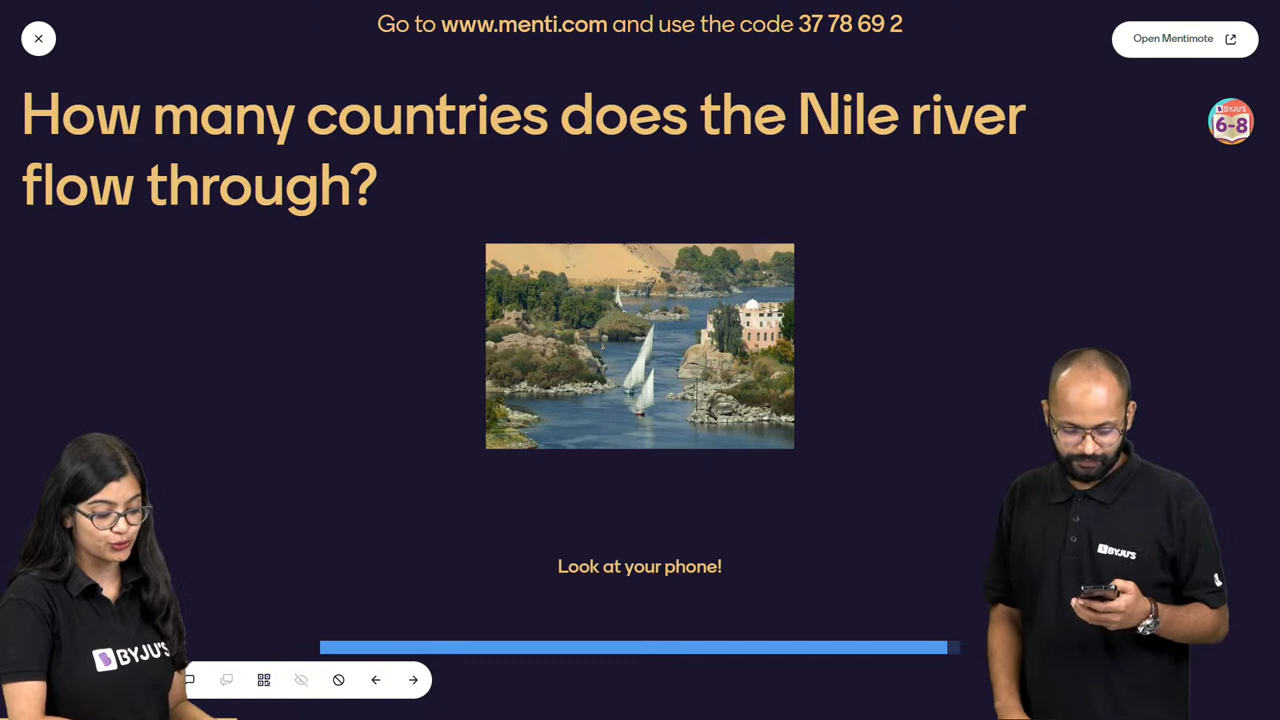 Go to www.menti.com and use the code 37 78 69 2
Open Mentimote
How many countries does the Nile river
flow through?
BYJU'S
6-8
Look at your phone!
BYJU'S
BYJU'S